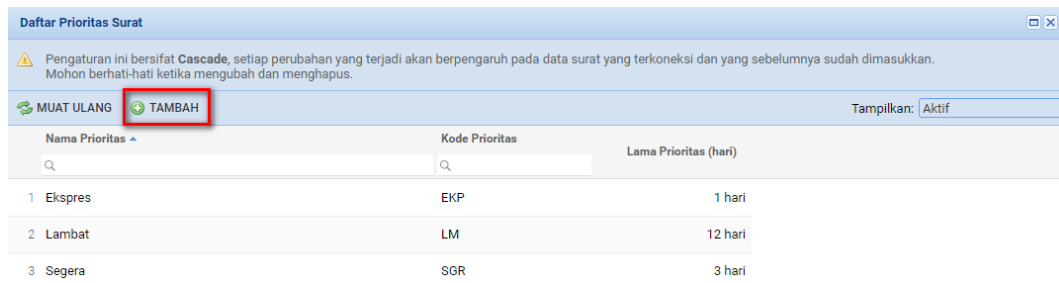 Daftar Prioritas Surat
Pengaturan ini bersifat Cascade, setiap perubahan yang terjadi akan berpengaruh pada data surat yang terkoneksi dan yang sebelumnya sudah dimasukkan.
Mohon berhati-hati ketika mengubah dan menghapus.
MUAT ULANG TAMBAH Tampilkan: Aktif
Nama Prioritas Kode Prioritas Lama Prioritas (hari)
1 Ekspres EKP 1 hari
2 Lambat LM 12 hari
3 Segera SGR 3 hari